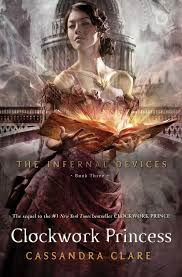 THE INFERNAL DEVICES
• Book Three •
CASSANDRA CLARE
The sequel to the #1 New York Times bestseller CLOCKWORK PRINCE
Clockwork Princess